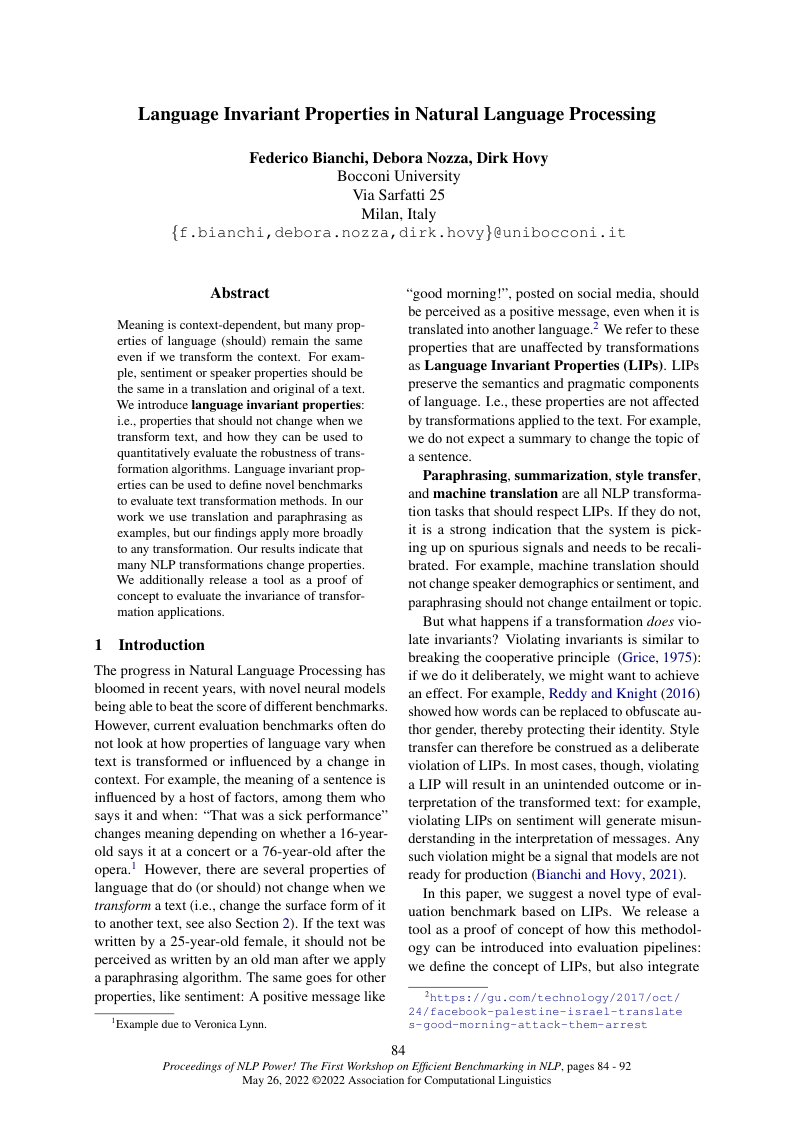 Language Invariant Properties in Natural Language Processing
Federico Bianchi, Debora Nozza, Dirk Hovy
Bocconi University
Via Sarfatti 25
Milan, Italy
{f.bianchi,debora.nozza,dirk.hovy}@unibocconi.it
Abstract
Meaning is context-dependent, but many prop-
erties of language (should) remain the same
even if we transform the context. For exam-
ple, sentiment or speaker properties should be
the same in a translation and original of a text.
We introduce language invariant properties:
i.e., properties that should not change when we
transform text, and how they can be used to
quantitatively evaluate the robustness of trans-
formation algorithms. Language invariant prop-
erties can be used to define novel benchmarks
to evaluate text transformation methods. In our
work we use translation and paraphrasing as
examples, but our findings apply more broadly
to any transformation. Our results indicate that
many NLP transformations change properties.
We additionally release a tool as a proof of
concept to evaluate the invariance of transfor-
mation applications.
1 Introduction
The progress in Natural Language Processing has
bloomed in recent years, with novel neural models
being able to beat the score of different benchmarks.
However, current evaluation benchmarks often do
not look at how properties of language vary when
text is transformed or influenced by a change in
context. For example, the meaning of a sentence is
influenced by a host of factors, among them who
says it and when: “That was a sick performance”
changes meaning depending on whether a 16-year-
old says it at a concert or a 76-year-old after the
opera.1 However, there are several properties of
language that do (or should) not change when we
transform a text (i.e., change the surface form of it
to another text, see also Section 2). If the text was
written by a 25-year-old female, it should not be
perceived as written by an old man after we apply
a paraphrasing algorithm. The same goes for other
properties, like sentiment: A positive message like
1Example due to Veronica Lynn.
“good morning!”, posted on social media, should
be perceived as a positive message, even when it is
translated into another language.2 We refer to these
properties that are unaffected by transformations
as Language Invariant Properties (LIPs). LIPs
preserve the semantics and pragmatic components
of language. I.e., these properties are not affected
by transformations applied to the text. For example,
we do not expect a summary to change the topic of
a sentence.
Paraphrasing, summarization, style transfer,
and machine translation are all NLP transforma-
tion tasks that should respect LIPs. If they do not,
it is a strong indication that the system is pick-
ing up on spurious signals and needs to be recali-
brated. For example, machine translation should
not change speaker demographics or sentiment, and
paraphrasing should not change entailment or topic.
But what happens if a transformation does vio-
late invariants? Violating invariants is similar to
breaking the cooperative principle (Grice, 1975):
if we do it deliberately, we might want to achieve
an effect. For example, Reddy and Knight (2016)
showed how words can be replaced to obfuscate au-
thor gender, thereby protecting their identity. Style
transfer can therefore be construed as a deliberate
violation of LIPs. In most cases, though, violating
a LIP will result in an unintended outcome or in-
terpretation of the transformed text: for example,
violating LIPs on sentiment will generate misun-
derstanding in the interpretation of messages. Any
such violation might be a signal that models are not
ready for production (Bianchi and Hovy, 2021).
In this paper, we suggest a novel type of eval-
uation benchmark based on LIPs. We release a
tool as a proof of concept of how this methodol-
ogy can be introduced into evaluation pipelines:
we define the concept of LIPs, but also integrate
2https://gu.com/technology/2017/oct/
24/facebook-palestine-israel-translate
s-good-morning-attack-them-arrest
84
Proceedings of NLP Power! The First Workshop on Efficient Benchmarking in NLP, pages 84 - 92
May 26, 2022 ©2022 Association for Computational Linguistics